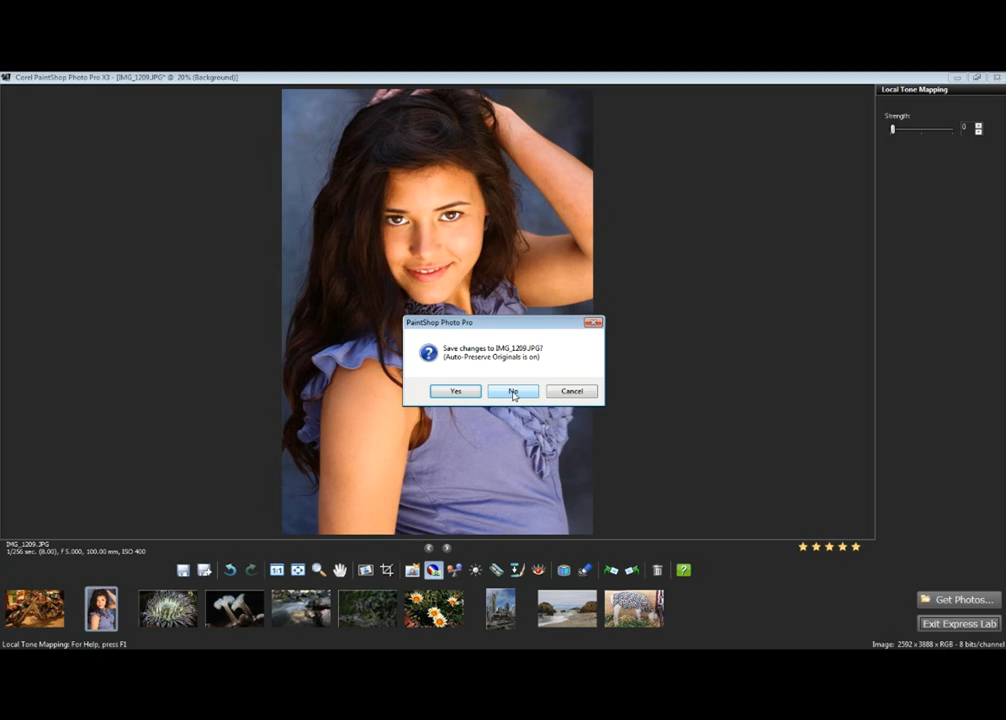 Corel PaintShop Photo Pro X3 - [IMG_1209.JPG* @ 20% (Background)]
Local Tone Mapping
Strength:
0
PaintShop Photo Pro
Save changes to IMG_1209.JPG?
(Auto-Preserve Originals is on)
Yes
No
Cancel
IMG_1209.JPG
1/256 sec. (8.00), F5.000, 100.00 mm, ISO 400
1:1
Get Photos...
Exit Express Lab
Local Tone Mapping: For Help, press F1
Image: 2592 x 3888 x RGB - 8 bits/channel